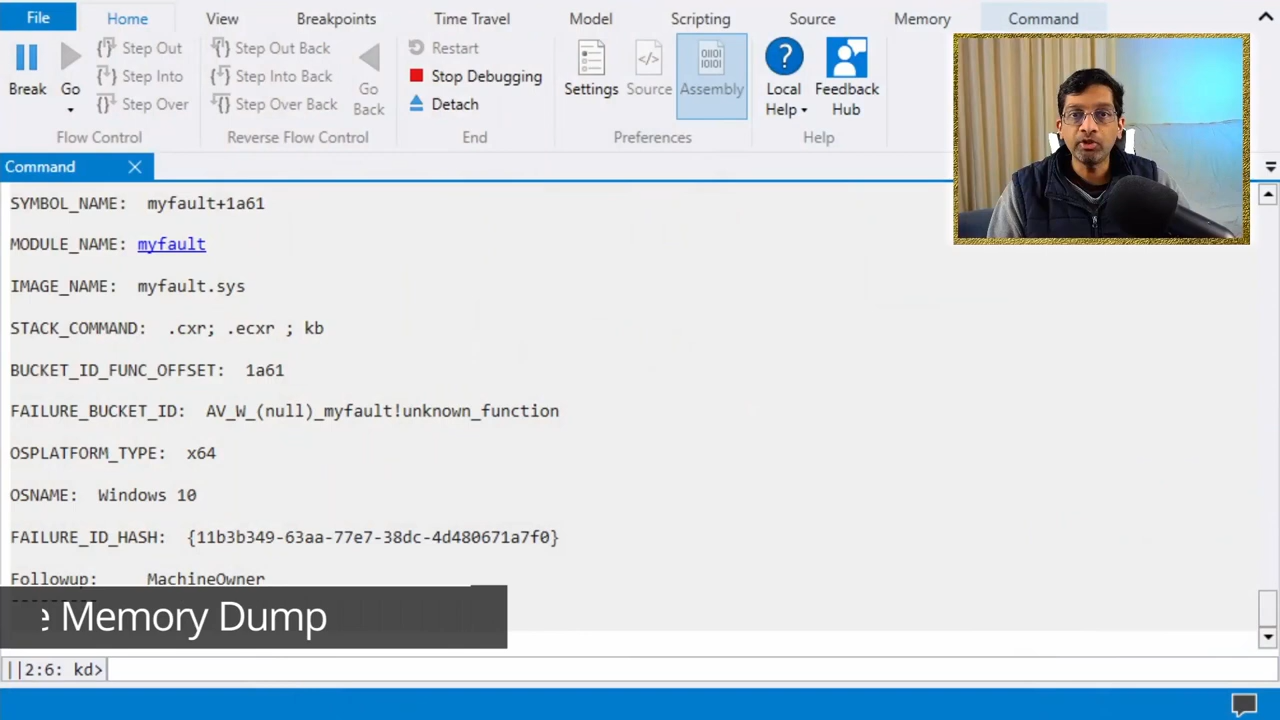 File Home View Breakpoints Time Travel Model Scripting Source Memory Command
Break
Go
Step Out
Step Into
Step Over
Flow Control
Step Out Back
Step Into Back
Step Over Back
Go Back
Reverse Flow Control
Restart
Stop Debugging
Detach
End
Settings
Source
Assembly
Preferences
Local Help
Feedback Hub
Help
Command
SYMBOL_NAME: myfault+1a61
MODULE_NAME: myfault
IMAGE_NAME: myfault.sys
STACK_COMMAND: .cxr; .ecxr ; kb
BUCKET_ID_FUNC_OFFSET: 1a61
FAILURE_BUCKET_ID: AV_W_(null)_myfault!unknown_function
OSPLATFORM_TYPE: x64
OSNAME: Windows 10
FAILURE_ID_HASH: {11b3b349-63aa-77e7-38dc-4d480671a7f0}
Followup: MachineOwner
---------
e Memory Dump
||2:6: kd>